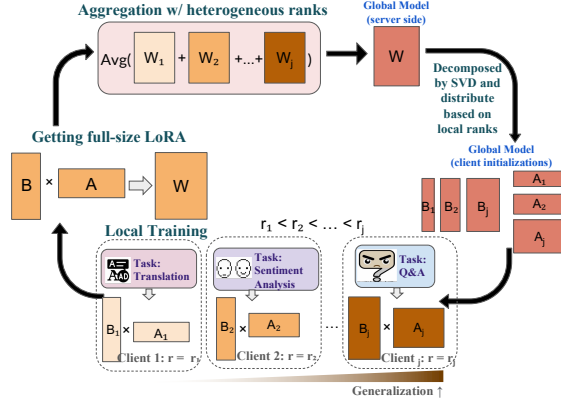 Aggregation w/ heterogeneous ranks
Avg( W₁ + W₂ +...+ Wⱼ )
Global Model
(server side)
W
Decomposed
by SVD and
distribute
based on
local ranks
Getting full-size LoRA
B × A W
Global Model
(client initializations)
B₁ B₂ Bⱼ
A₁
A₂
Aⱼ
Local Training
r₁ < r₂ < ... < rⱼ
Task:
Translation
Task:
Sentiment
Analysis
Task:
Q&A
B₁ × A₁
B₂ × A₂
...
Bⱼ × Aⱼ
Client 1: r = r₁
Client 2: r = r₂
Client ⱼ: r = rⱼ
Generalization ↑